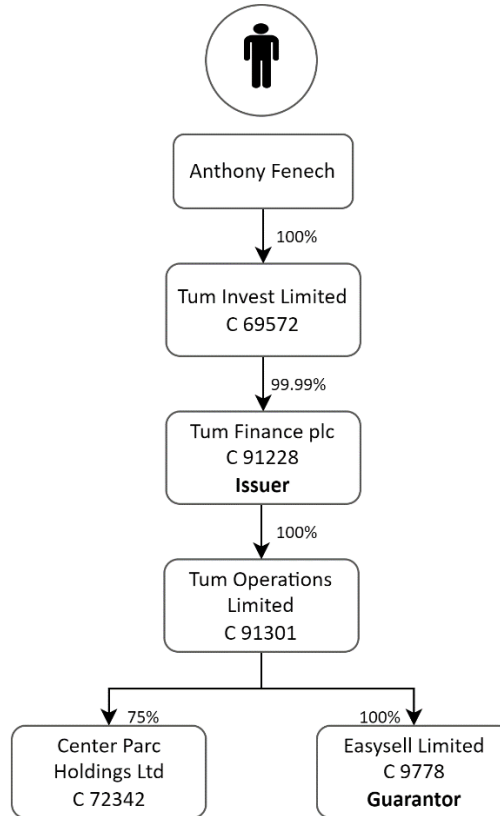 Anthony Fenech
100%
Tum Invest Limited
C 69572
99.99%
Tum Finance plc
C 91228
Issuer
100%
Tum Operations
Limited
C 91301
75%
100%
Center Parc
Holdings Ltd
C 72342
Easysell Limited
C 9778
Guarantor